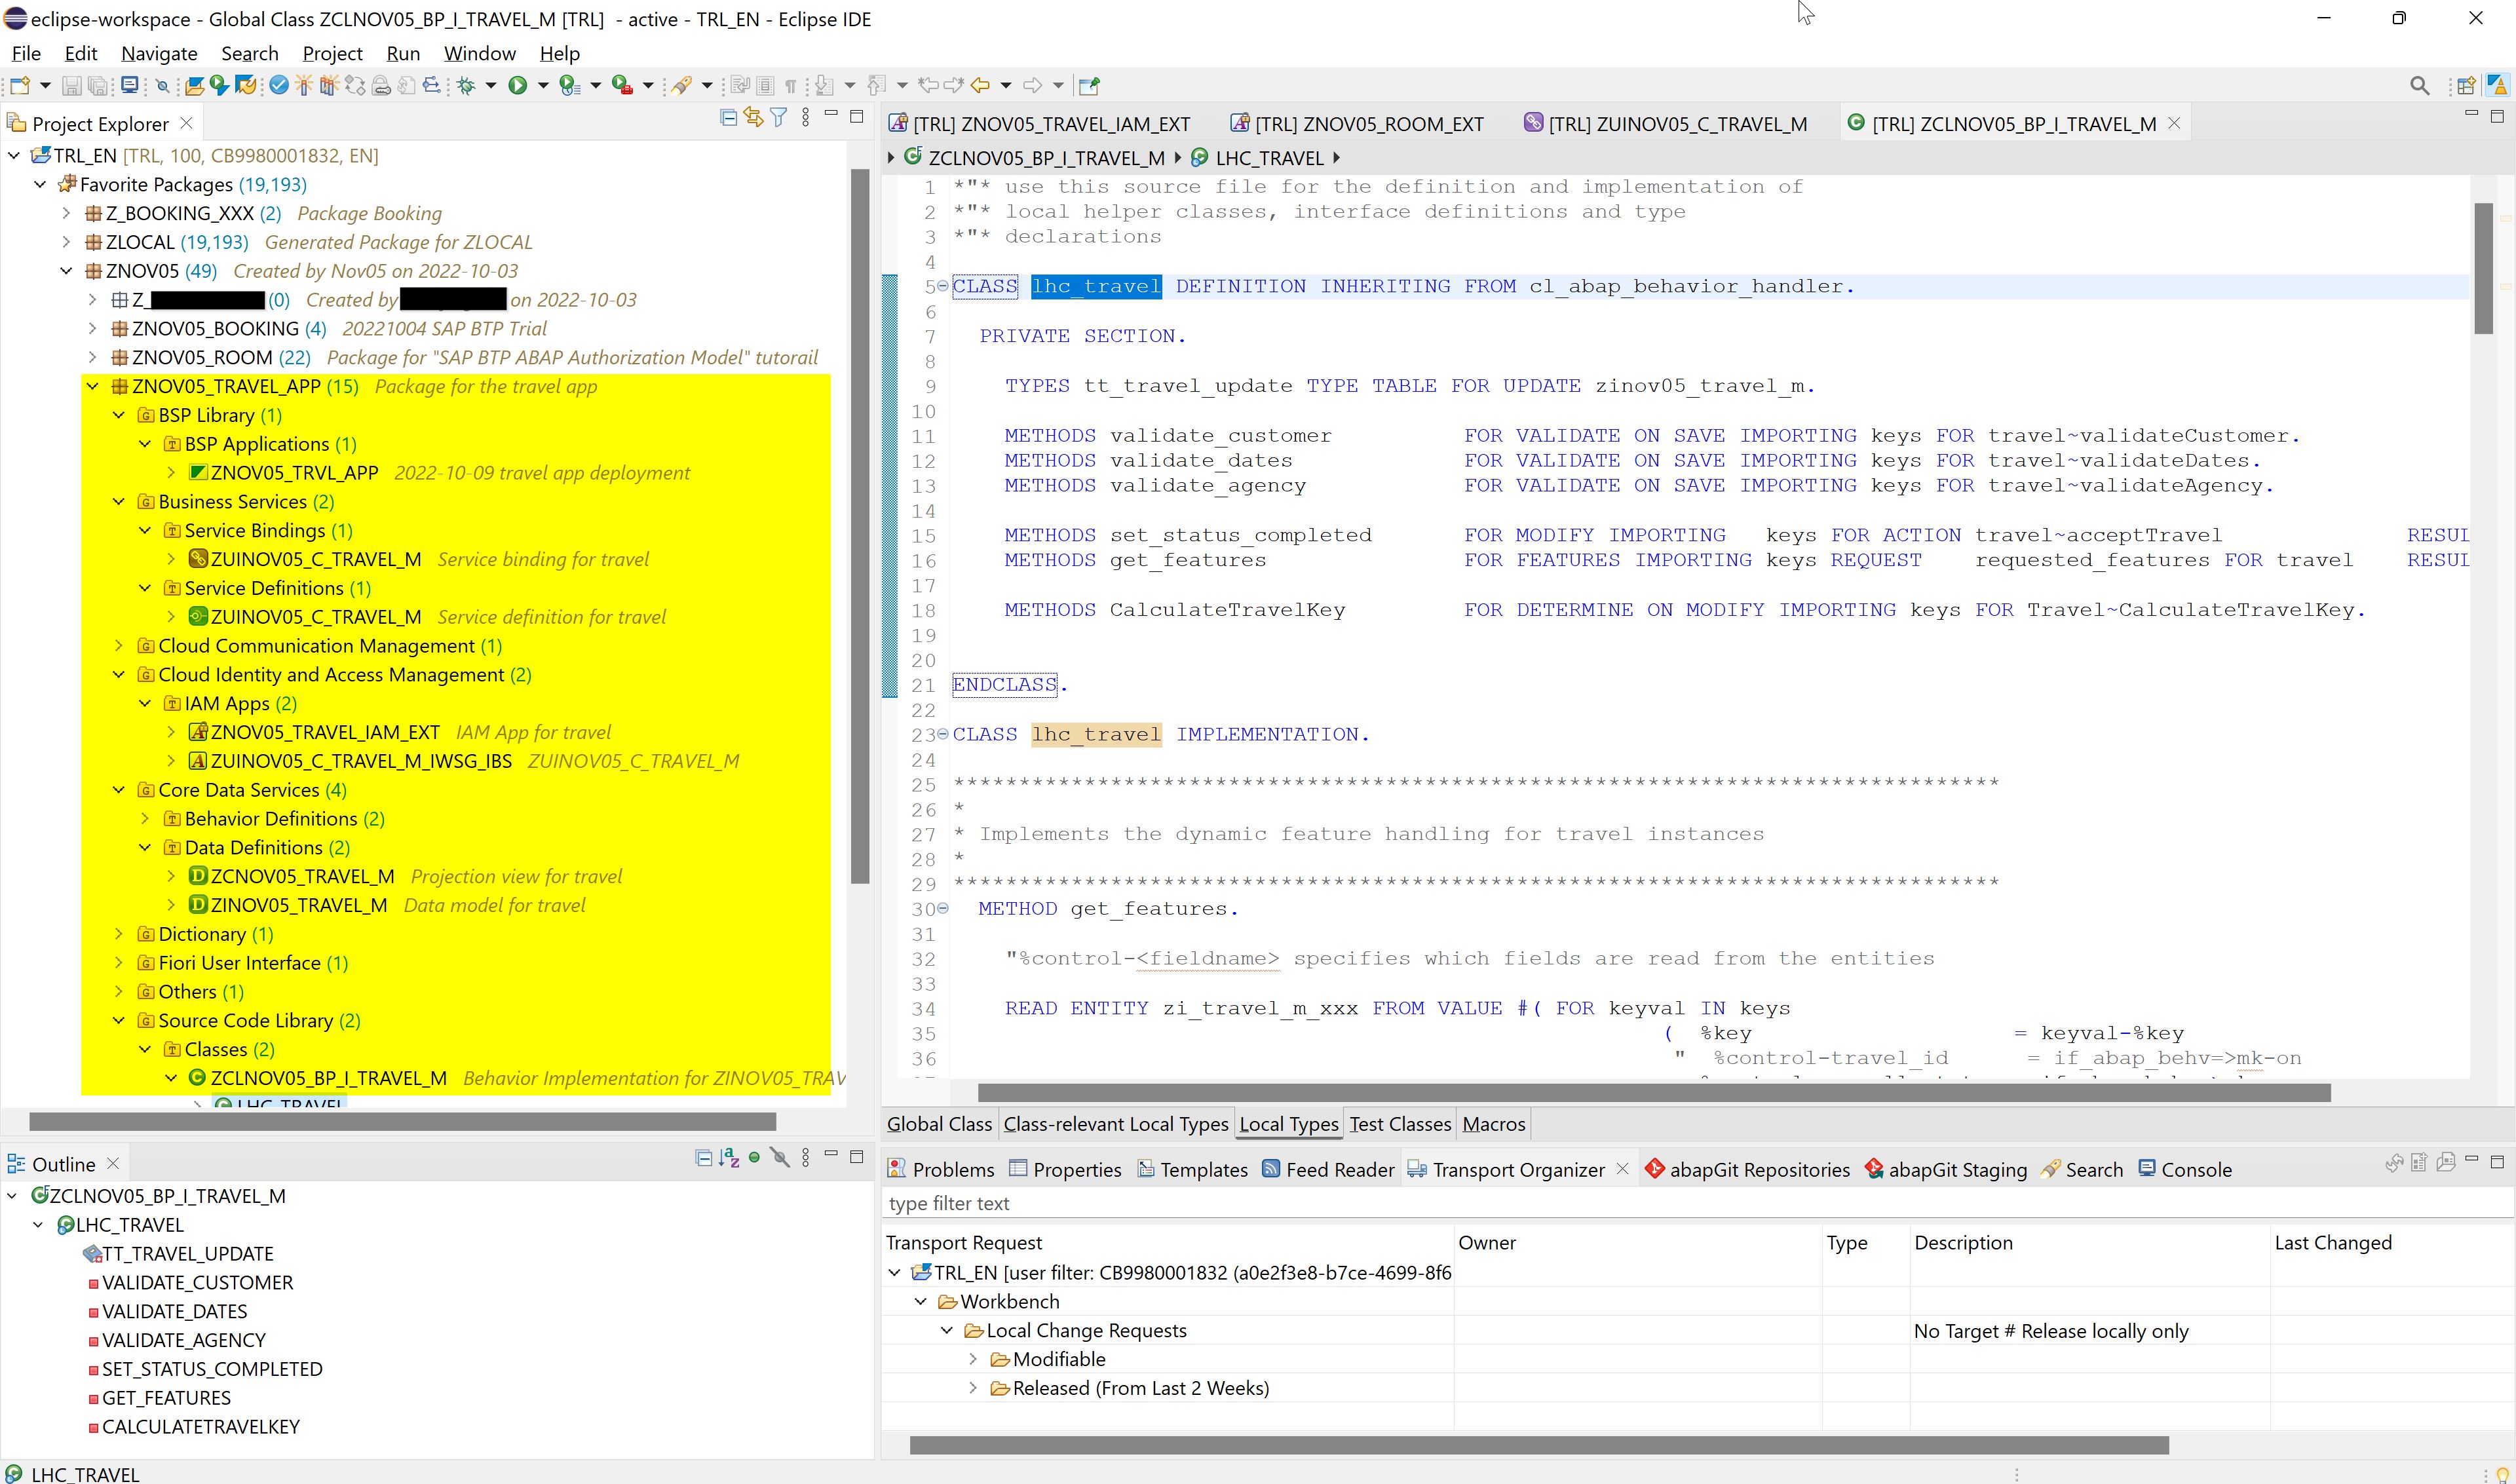 eclipse-workspace - Global Class ZCLNOV05_BP_I_TRAVEL_M [TRL]  - active - TRL_EN - Eclipse IDE
File Edit Navigate Search Project Run Window Help
Project Explorer
TRL_EN [TRL, 100, CB9980001832, EN]
Favorite Packages (19,193)
Z_BOOKING_XXX (2) Package Booking
ZLOCAL (19,193) Generated Package for ZLOCAL
ZNOV05 (49) Created by Nov05 on 2022-10-03
Z_ (0) Created by on 2022-10-03
ZNOV05_BOOKING (4) 20221004 SAP BTP Trial
ZNOV05_ROOM (22) Package for "SAP BTP ABAP Authorization Model" tutorail
ZNOV05_TRAVEL_APP (15) Package for the travel app
BSP Library (1)
BSP Applications (1)
ZNOV05_TRVL_APP 2022-10-09 travel app deployment
Business Services (2)
Service Bindings (1)
ZUINOV05_C_TRAVEL_M Service binding for travel
Service Definitions (1)
ZUINOV05_C_TRAVEL_M Service definition for travel
Cloud Communication Management (1)
Cloud Identity and Access Management (2)
IAM Apps (2)
ZNOV05_TRAVEL_IAM_EXT IAM App for travel
ZUINOV05_C_TRAVEL_M_IWSG_IBS ZUINOV05_C_TRAVEL_M
Core Data Services (4)
Behavior Definitions (2)
Data Definitions (2)
ZCNOV05_TRAVEL_M Projection view for travel
ZINOV05_TRAVEL_M Data model for travel
Dictionary (1)
Fiori User Interface (1)
Others (1)
Source Code Library (2)
Classes (2)
ZCLNOV05_BP_I_TRAVEL_M Behavior Implementation for ZINOV05_TRAV
LHC_TRAVEL
Outline
ZCLNOV05_BP_I_TRAVEL_M
LHC_TRAVEL
TT_TRAVEL_UPDATE
VALIDATE_CUSTOMER
VALIDATE_DATES
VALIDATE_AGENCY
SET_STATUS_COMPLETED
GET_FEATURES
CALCULATETRAVELKEY
LHC_TRAVEL
[TRL] ZNOV05_TRAVEL_IAM_EXT [TRL] ZNOV05_ROOM_EXT [TRL] ZUINOV05_C_TRAVEL_M [TRL] ZCLNOV05_BP_I_TRAVEL_M
ZCLNOV05_BP_I_TRAVEL_M LHC_TRAVEL
1 *"* use this source file for the definition and implementation of
2 *"* local helper classes, interface definitions and type
3 *"* declarations
4
5 CLASS lhc_travel DEFINITION INHERITING FROM cl_abap_behavior_handler.
6
7 PRIVATE SECTION.
8
9 TYPES tt_travel_update TYPE TABLE FOR UPDATE zinov05_travel_m.
10
11 METHODS validate_customer FOR VALIDATE ON SAVE IMPORTING keys FOR travel~validateCustomer.
12 METHODS validate_dates FOR VALIDATE ON SAVE IMPORTING keys FOR travel~validateDates.
13 METHODS validate_agency FOR VALIDATE ON SAVE IMPORTING keys FOR travel~validateAgency.
14
15 METHODS set_status_completed FOR MODIFY IMPORTING keys FOR ACTION travel~acceptTravel RESUL
16 METHODS get_features FOR FEATURES IMPORTING keys REQUEST requested_features FOR travel RESUL
17
18 METHODS CalculateTravelKey FOR DETERMINE ON MODIFY IMPORTING keys FOR Travel~CalculateTravelKey.
19
20
21 ENDCLASS.
22
23 CLASS lhc_travel IMPLEMENTATION.
24
25 *******************************************************************************
26 *
27 * Implements the dynamic feature handling for travel instances
28 *
29 *******************************************************************************
30 METHOD get_features.
31
32 "%control-<fieldname> specifies which fields are read from the entities
33
34 READ ENTITY zi_travel_m_xxx FROM VALUE #( FOR keyval IN keys
35 ( %key = keyval-%key
36 " %control-travel_id = if_abap_behv=>mk-on
Global Class Class-relevant Local Types Local Types Test Classes Macros
Problems Properties Templates Feed Reader Transport Organizer abapGit Repositories abapGit Staging Search Console
type filter text
Transport Request Owner Type Description Last Changed
TRL_EN [user filter: CB9980001832 (a0e2f3e8-b7ce-4699-8f6
Workbench
Local Change Requests No Target # Release locally only
Modifiable
Released (From Last 2 Weeks)